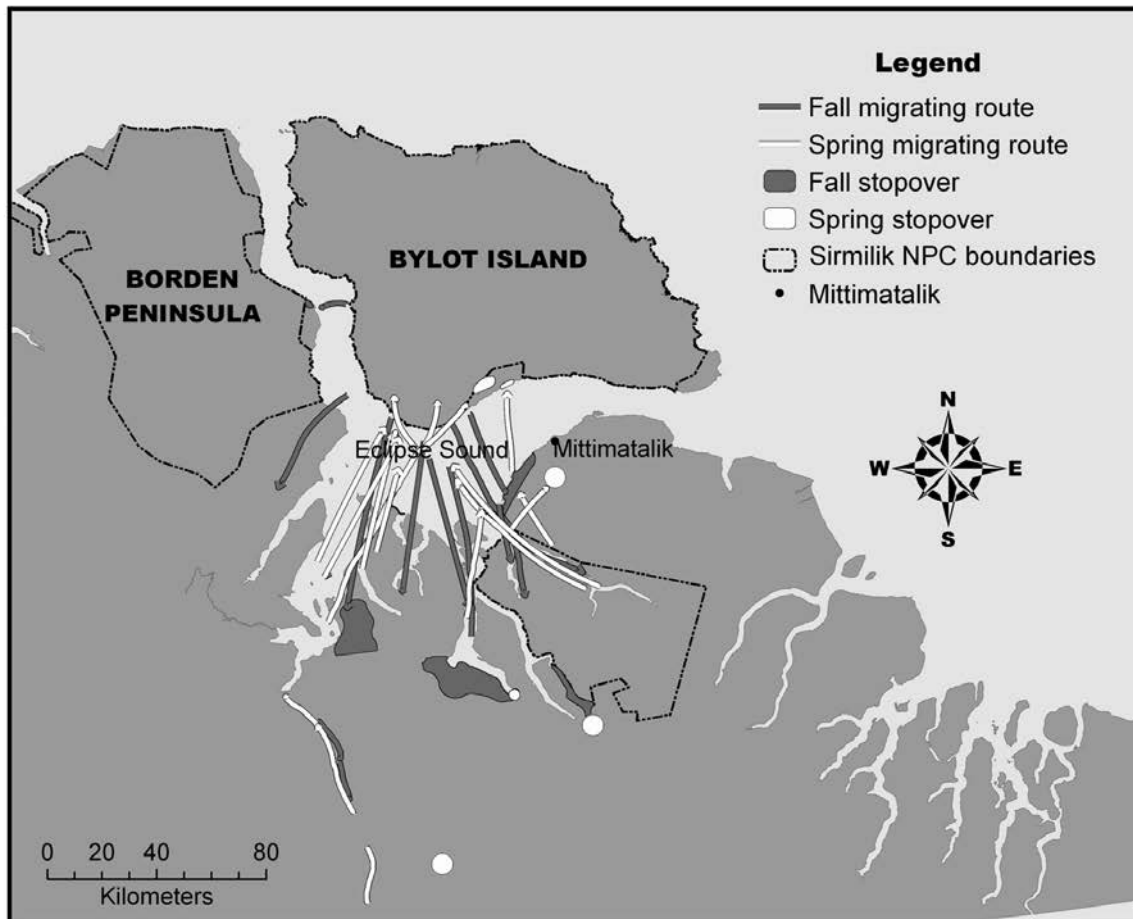 Legend
Fall migrating route
Spring migrating route
Fall stopover
Spring stopover
Sirmilik NPC boundaries
Mittimatalik
BORDEN
PENINSULA
BYLOT ISLAND
Eclipse Sound
Mittimatalik
N
W
E
S
0 20 40 80
Kilometers